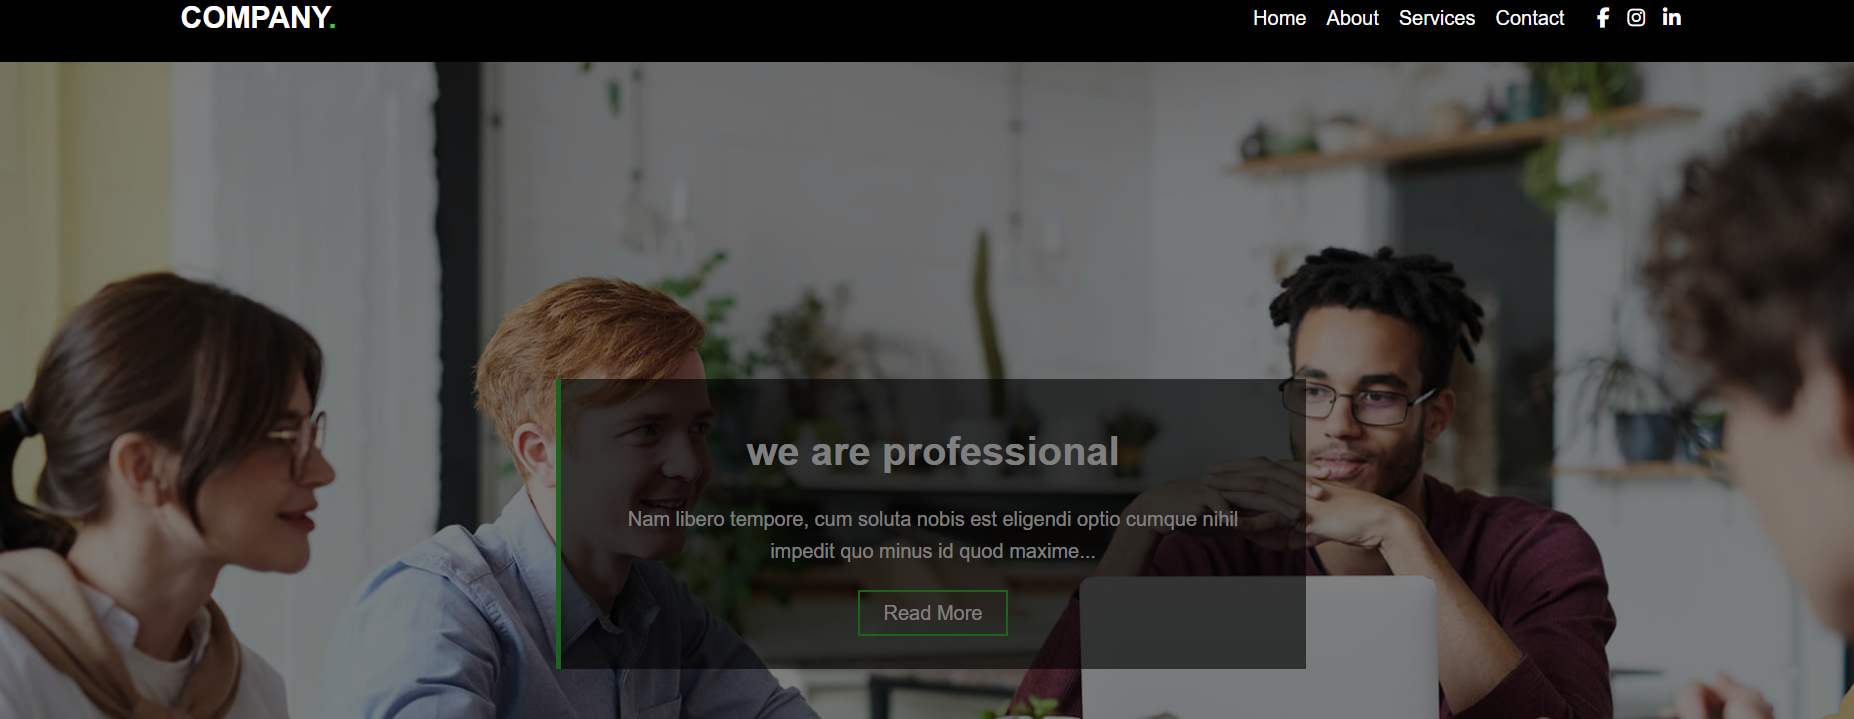 COMPANY.
Home About Services Contact
we are professional
Nam libero tempore, cum soluta nobis est eligendi optio cumque nihil
impedit quo minus id quod maxime...
Read More